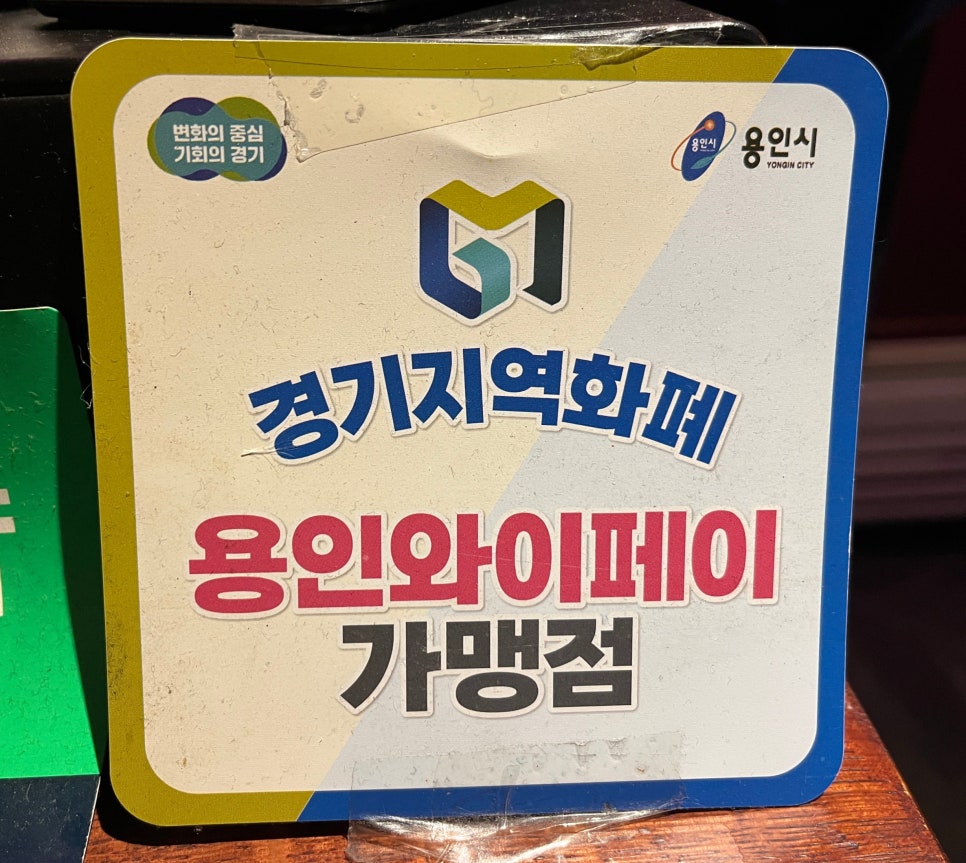 변화의 중심
기회의 경기
용인시
용인시
YONGIN CITY
경기지역화폐
용인와이페이
가맹점